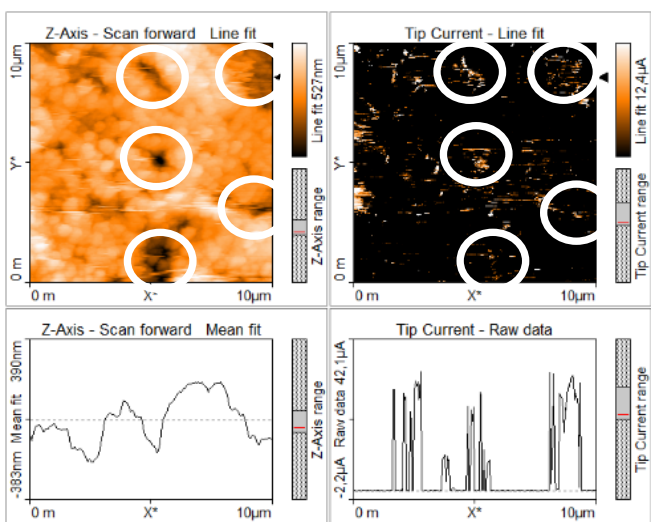 Z-Axis - Scan forward Line fit
10µm
Y*
0 m
0 m X* 10µm
Line fit 527nm
Z-Axis range
Tip Current - Line fit
10µm
Y*
0 m
0 m X* 10µm
Line fit 12,4µA
Tip Current range
Z-Axis - Scan forward Mean fit
390nm
Mean fit
-383nm
0 m X* 10µm
Z-Axis range
Tip Current - Raw data
42,1µA
Raw data
-2,2µA
0 m X* 10µm
Tip Current range